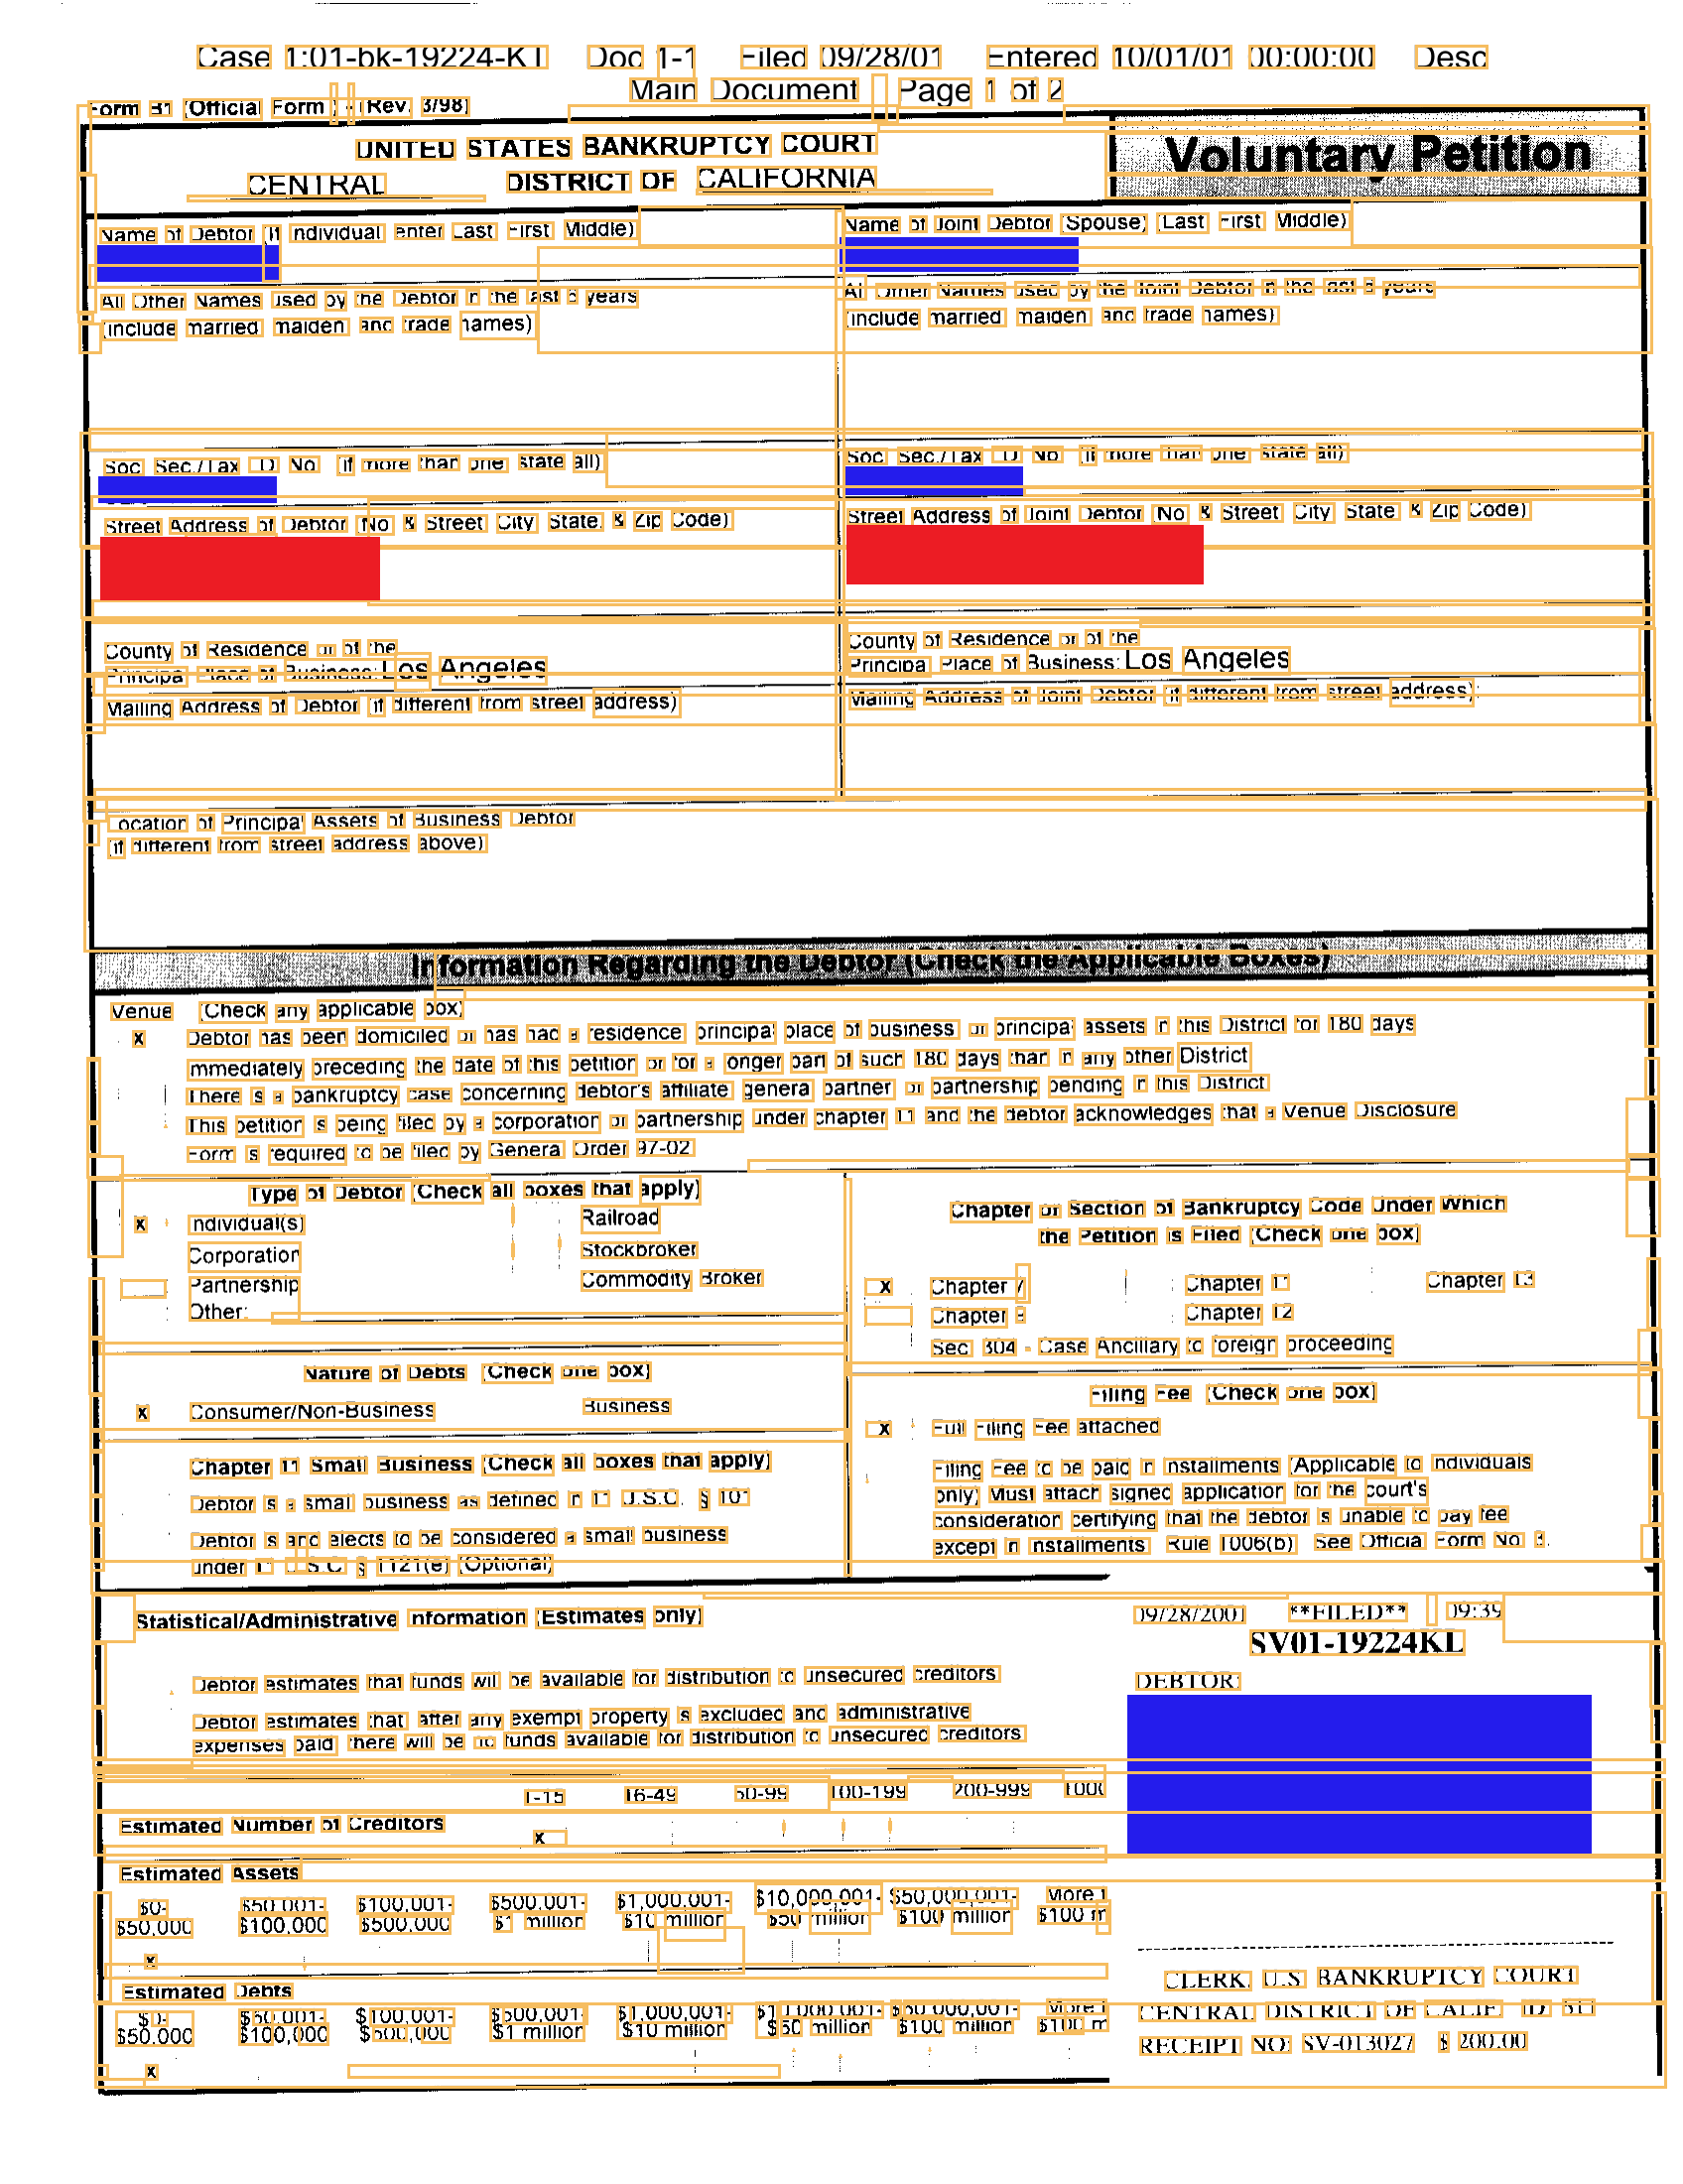 Case 1:01-bk-19224-KT Doc 1-1 Filed 09/28/01 Entered 10/01/01 00:00:00 Desc
Main Document Page 1 of 2
Form B1 (Official Form ) - (Rev. 3/98)
UNITED STATES BANKRUPTCY COURT
CENTRAL DISTRICT OF CALIFORNIA
Voluntary Petition
Name of Debtor (If individual enter Last First Middle)
Name of Joint Debtor (Spouse) (Last First Middle)
All Other Names used by the Debtor in the last 6 years
(include married maiden and trade names)
All Other Names used by the Joint Debtor in the last 6 years
(include married maiden and trade names)
Soc Sec./Tax I.D. No (if more than one state all)
Soc Sec./Tax I.D. No (if more than one state all)
Street Address of Debtor (No & Street City State & Zip Code)
Street Address of Joint Debtor (No & Street City State & Zip Code)
County of Residence or of the
Principal Place of Business: Los Angeles
County of Residence or of the
Principal Place of Business: Los Angeles
Mailing Address of Debtor (if different from street address)
Mailing Address of Joint Debtor (if different from street address):
Location of Principal Assets of Business Debtor
(if different from street address above)
Information Regarding the Debtor (Check the Applicable Boxes)
Venue (Check any applicable box)
x Debtor has been domiciled or has had a residence principal place of business or principal assets in this District for 180 days
immediately preceding the date of this petition or for a longer part of such 180 days than in any other District
There is a bankruptcy case concerning debtor's affiliate general partner or partnership pending in this District
This petition is being filed by a corporation or partnership under chapter 11 and the debtor acknowledges that a Venue Disclosure
Form is required to be filed by General Order 97-02
Type of Debtor (Check all boxes that apply)
x Individual(s) Railroad
Corporation Stockbroker
Partnership Commodity Broker
Other:
Chapter or Section of Bankruptcy Code Under Which
the Petition is Filed (Check one box)
x Chapter 7 Chapter 11 Chapter 13
Chapter 9 Chapter 12
Sec 304 - Case Ancillary to foreign proceeding
Nature of Debts (Check one box)
x Consumer/Non-Business Business
Filing Fee (Check one box)
x Full Filing Fee attached
Filing Fee to be paid in installments (Applicable to individuals
only) Must attach signed application for the court's
consideration certifying that the debtor is unable to pay fee
except in installments Rule 1006(b) See Official Form No 3.
Chapter 11 Small Business (Check all boxes that apply)
Debtor is a small business as defined in 11 U.S.C. § 101
Debtor is and elects to be considered a small business
under 11 U.S.C § 1121(e) (Optional)
Statistical/Administrative Information (Estimates only)
Debtor estimates that funds will be available for distribution to unsecured creditors
Debtor estimates that after any exempt property is excluded and administrative
expenses paid there will be no funds available for distribution to unsecured creditors
09/28/2001 **FILED** 09:39
SV01-19224KL
DEBTOR:
1-15 16-49 50-99 100-199 200-999 1000
Estimated Number of Creditors
x
Estimated Assets
$0- $50,001- $100,001- $500,001- $1,000,001- $10,000,001- $50,000,001- More t
$50,000 $100,000 $500,000 $1 million $10 million $50 million $100 million $100 m
x
Estimated Debts
$0- $50,001- $100,001- $500,001- $1,000,001- $10,000,001- $50,000,001- More t
$50,000 $100,000 $500,000 $1 million $10 million $50 million $100 million $100 m
x
CLERK, U.S. BANKRUPTCY COURT
CENTRAL DISTRICT OF CALIF
RECEIPT NO: SV-013027 $ 200.00